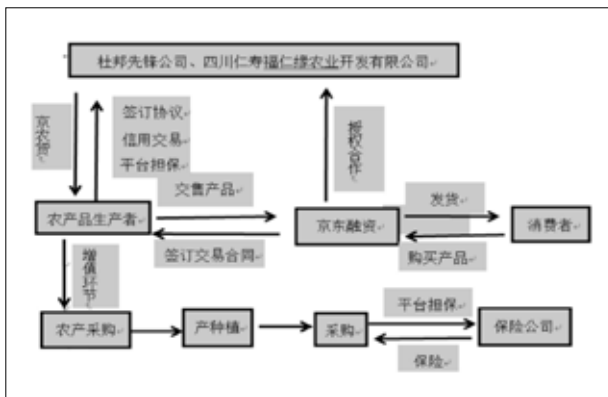 杜邦先锋公司、四川仁寿福仁缘农业开发有限公司
京农贷
签订协议
信用交易
平台担保
授权合作
交售产品
发货
农产品生产者
京东融资
消费者
签订交易合同
购买产品
增值环节
平台担保
农产采购
产种植
采购
保险公司
保险